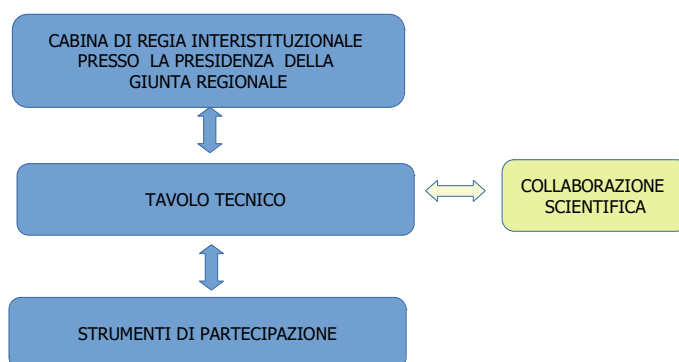 CABINA DI REGIA INTERISTITUZIONALE
PRESSO LA PRESIDENZA DELLA
GIUNTA REGIONALE
TAVOLO TECNICO
COLLABORAZIONE
SCIENTIFICA
STRUMENTI DI PARTECIPAZIONE